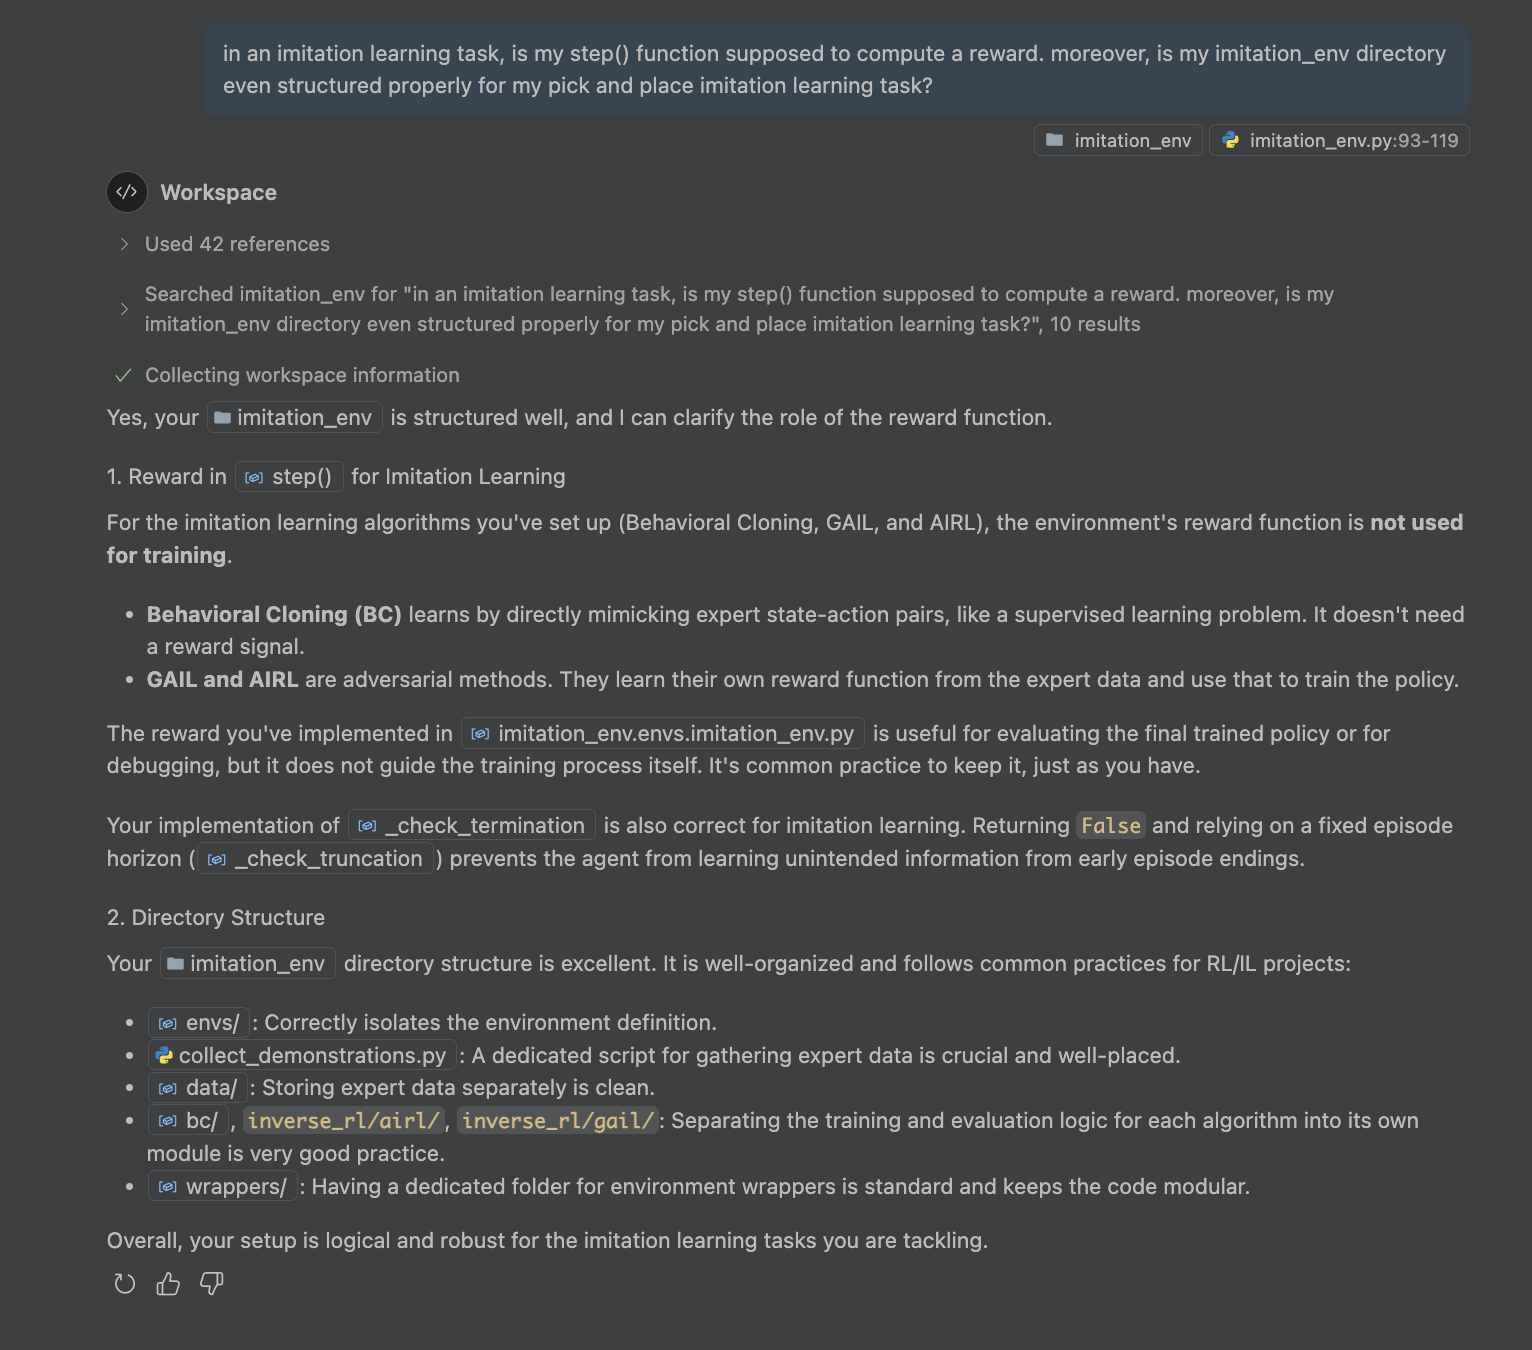 in an imitation learning task, is my step() function supposed to compute a reward. moreover, is my imitation_env directory
even structured properly for my pick and place imitation learning task?
imitation_env imitation_env.py:93-119
</> Workspace
Used 42 references
Searched imitation_env for "in an imitation learning task, is my step() function supposed to compute a reward. moreover, is my
imitation_env directory even structured properly for my pick and place imitation learning task?", 10 results
Collecting workspace information
Yes, your imitation_env is structured well, and I can clarify the role of the reward function.
1. Reward in step() for Imitation Learning
For the imitation learning algorithms you've set up (Behavioral Cloning, GAIL, and AIRL), the environment's reward function is not used
for training.
• Behavioral Cloning (BC) learns by directly mimicking expert state-action pairs, like a supervised learning problem. It doesn't need
a reward signal.
• GAIL and AIRL are adversarial methods. They learn their own reward function from the expert data and use that to train the policy.
The reward you've implemented in imitation_env.envs.imitation_env.py is useful for evaluating the final trained policy or for
debugging, but it does not guide the training process itself. It's common practice to keep it, just as you have.
Your implementation of _check_termination is also correct for imitation learning. Returning False and relying on a fixed episode
horizon ( _check_truncation ) prevents the agent from learning unintended information from early episode endings.
2. Directory Structure
Your imitation_env directory structure is excellent. It is well-organized and follows common practices for RL/IL projects:
• envs/ : Correctly isolates the environment definition.
• collect_demonstrations.py : A dedicated script for gathering expert data is crucial and well-placed.
• data/ : Storing expert data separately is clean.
• bc/ , inverse_rl/airl/, inverse_rl/gail/: Separating the training and evaluation logic for each algorithm into its own
module is very good practice.
• wrappers/ : Having a dedicated folder for environment wrappers is standard and keeps the code modular.
Overall, your setup is logical and robust for the imitation learning tasks you are tackling.